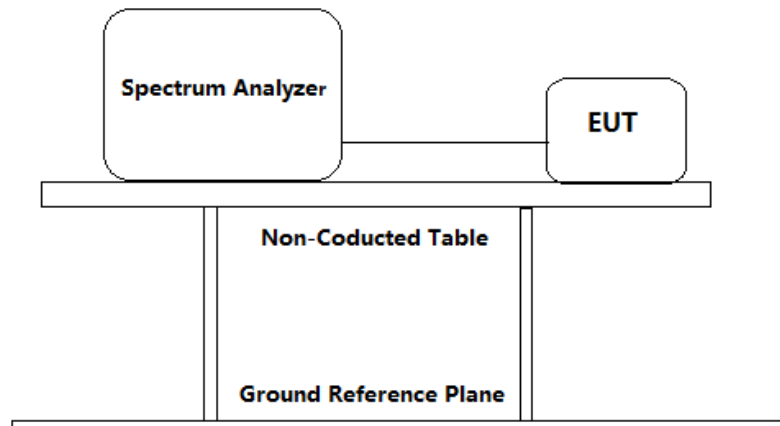 Spectrum Analyzer
EUT
Non-Coducted Table
Ground Reference Plane